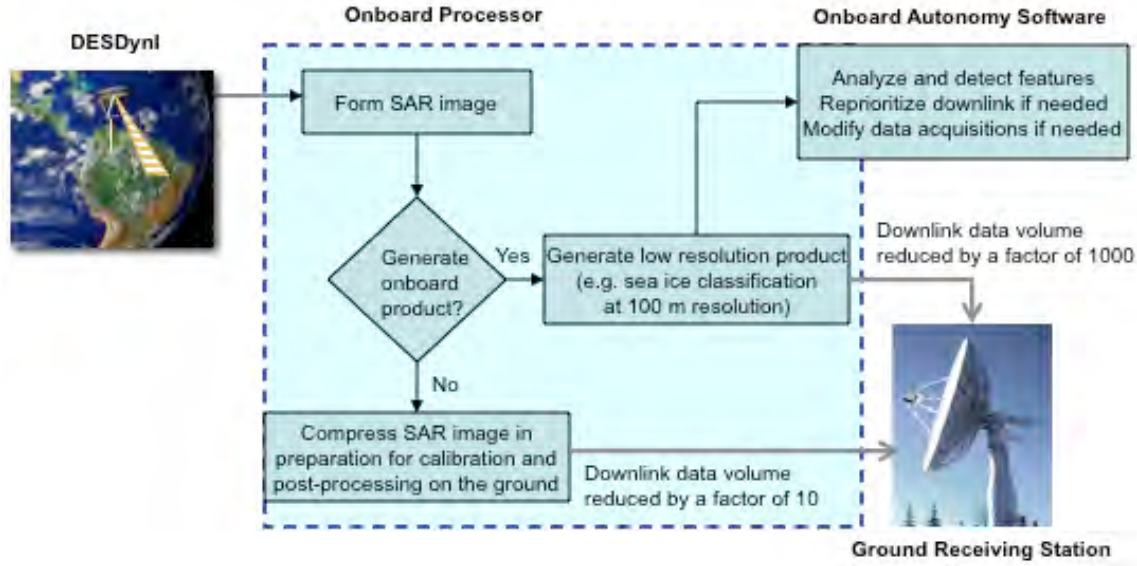 Onboard Processor
Onboard Autonomy Software
DESDynI
Form SAR image
Analyze and detect features
Reprioritize downlink if needed
Modify data acquisitions if needed
Generate
onboard
product?
Yes
Generate low resolution product
(e.g. sea ice classification
at 100 m resolution)
Downlink data volume
reduced by a factor of 1000
No
Compress SAR image in
preparation for calibration and
post-processing on the ground
Downlink data volume
reduced by a factor of 10
Ground Receiving Station